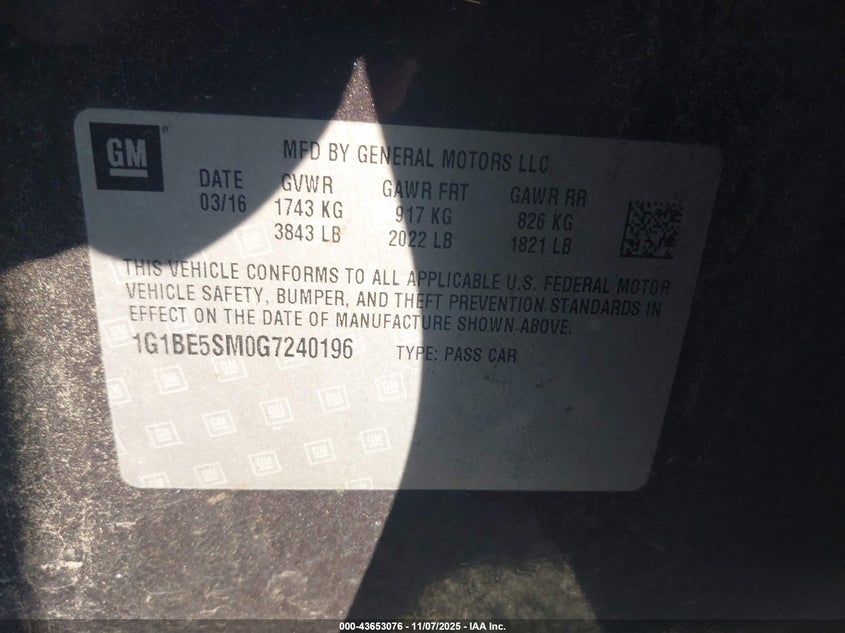 GM
MFD BY GENERAL MOTORS LLC
DATE GVWR GAWR FRT GAWR RR
03/16 1743 KG 917 KG 826 KG
3843 LB 2022 LB 1821 LB
THIS VEHICLE CONFORMS TO ALL APPLICABLE U.S. FEDERAL MOTOR
VEHICLE SAFETY, BUMPER, AND THEFT PREVENTION STANDARDS IN
EFFECT ON THE DATE OF MANUFACTURE SHOWN ABOVE.
1G1BE5SM0G7240196 TYPE: PASS CAR
000-43653076 - 11/07/2025 - IAA Inc.